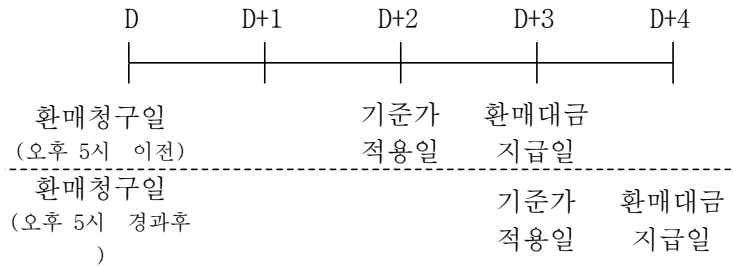 D D+1 D+2 D+3 D+4
환매청구일 기준가 환매대금
(오후 5시 이전) 적용일 지급일
환매청구일 기준가 환매대금
(오후 5시 경과후 적용일 지급일
)